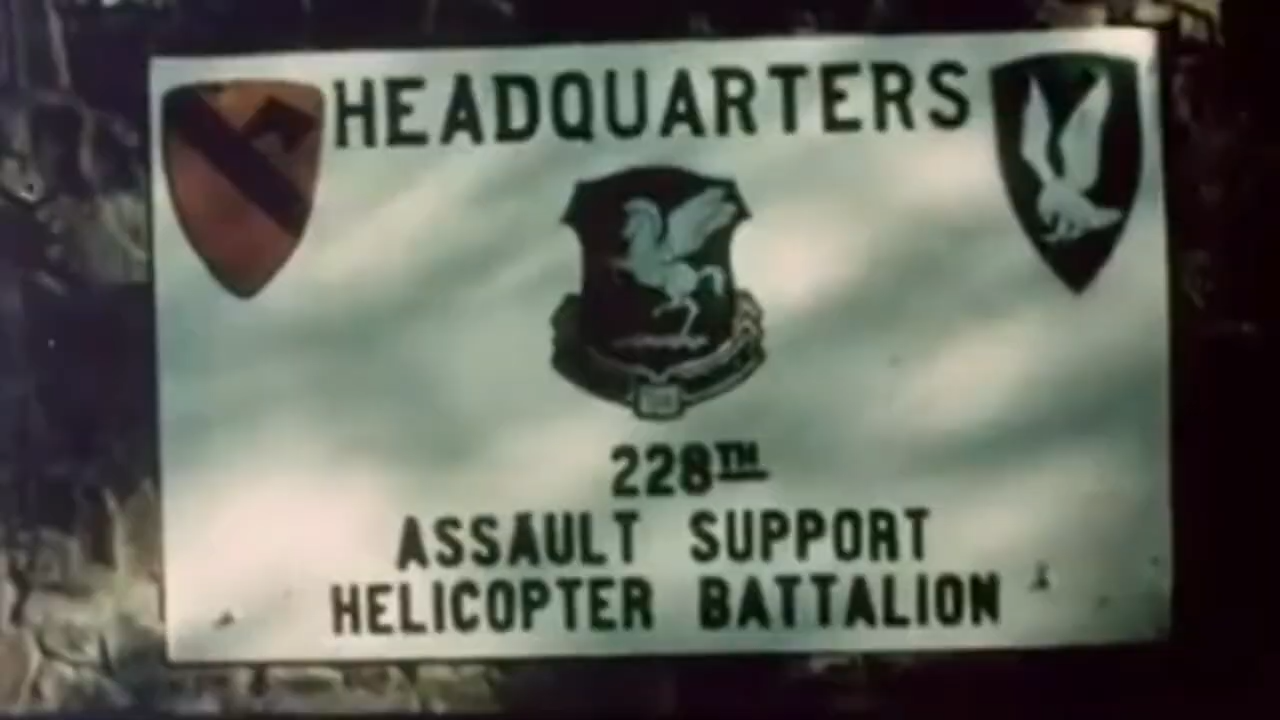 HEADQUARTERS
228TH
ASSAULT SUPPORT
HELICOPTER BATTALION